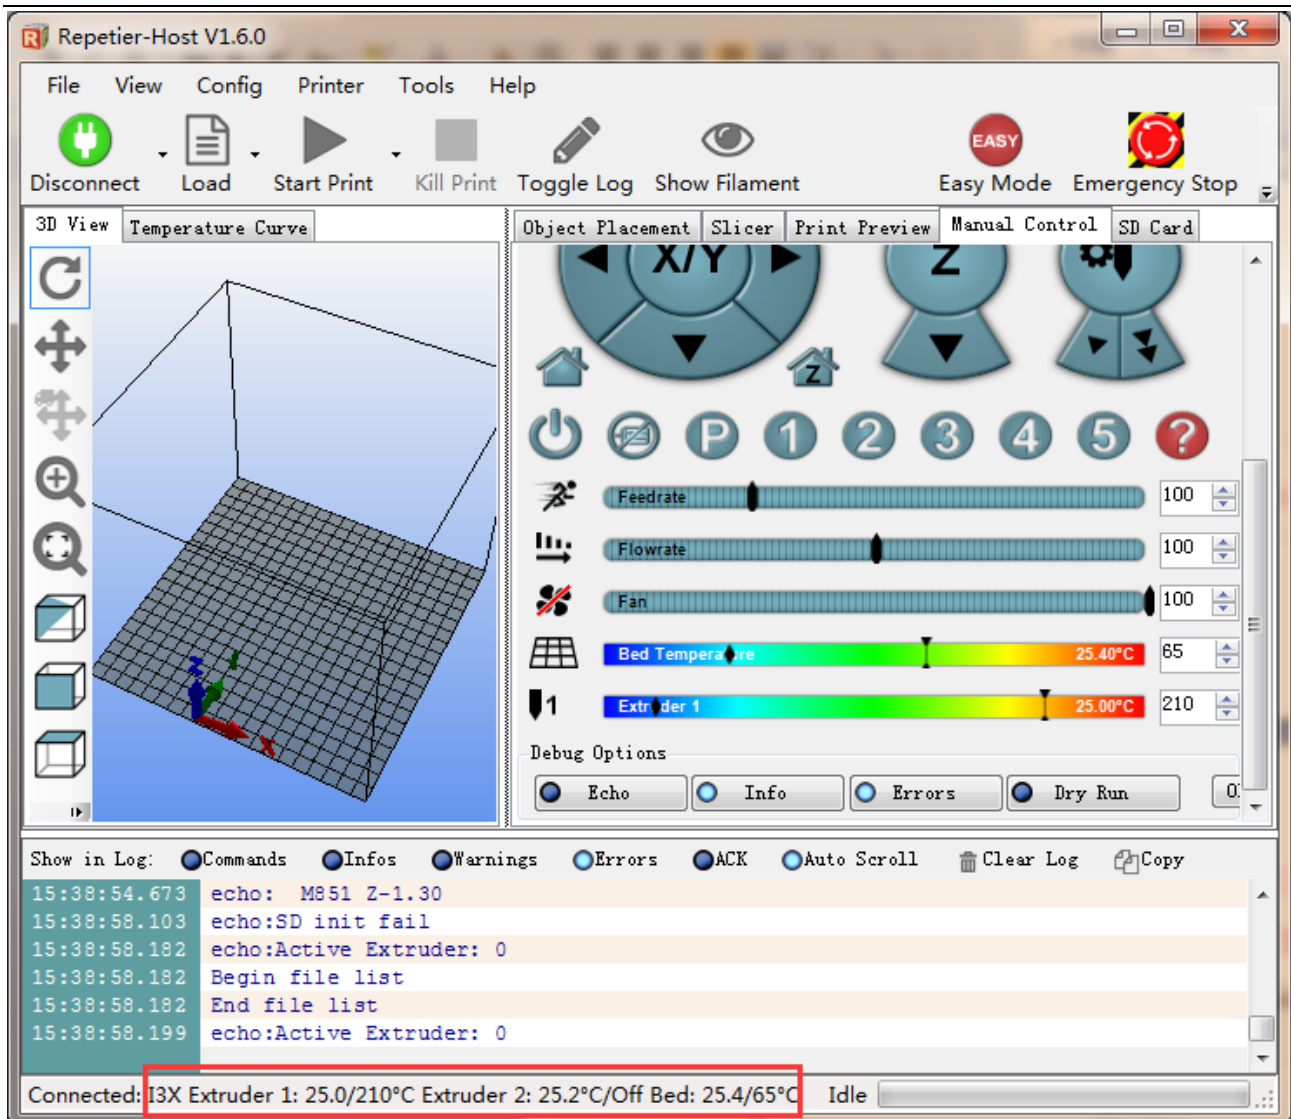 Repetier-Host V1.6.0
File View Config Printer Tools Help
EASY
Disconnect Load Start Print Kill Print Toggle Log Show Filament Easy Mode Emergency Stop
3D View Temperature Curve Object Placement Slicer Print Preview Manual Control SD Card
X/Y Z
Z
P 1 2 3 4 5 ?
Feedrate 100
Flowrate 100
Fan 100
Bed Temperature 25.40°C 65
1 Extruder 1 25.00°C 210
Z
X
Debug Options
Echo Info Errors Dry Run
Show in Log: Commands Infos Warnings Errors ACK Auto Scroll Clear Log Copy
15:38:54.673 echo: M851 Z-1.30
15:38:58.103 echo:SD init fail
15:38:58.182 echo:Active Extruder: 0
15:38:58.182 Begin file list
15:38:58.182 End file list
15:38:58.199 echo:Active Extruder: 0
Connected: I3X Extruder 1: 25.0/210°C Extruder 2: 25.2°C/Off Bed: 25.4/65°C Idle